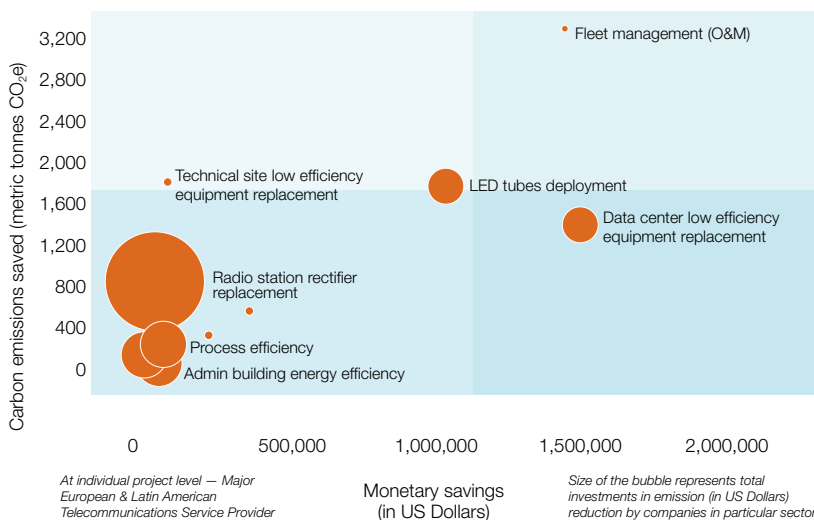 3,200
2,800
2,400
2,000
1,600
1,200
800
400
0
Carbon emissions saved (metric tonnes CO₂e)
Fleet management (O&M)
Technical site low efficiency
equipment replacement
LED tubes deployment
Data center low efficiency
equipment replacement
Radio station rectifier
replacement
Process efficiency
Admin building energy efficiency
0
500,000
1,000,000
1,500,000
2,000,000
Monetary savings
(in US Dollars)
At individual project level — Major
European & Latin American
Telecommunications Service Provider
Size of the bubble represents total
investments in emission (in US Dollars)
reduction by companies in particular sector